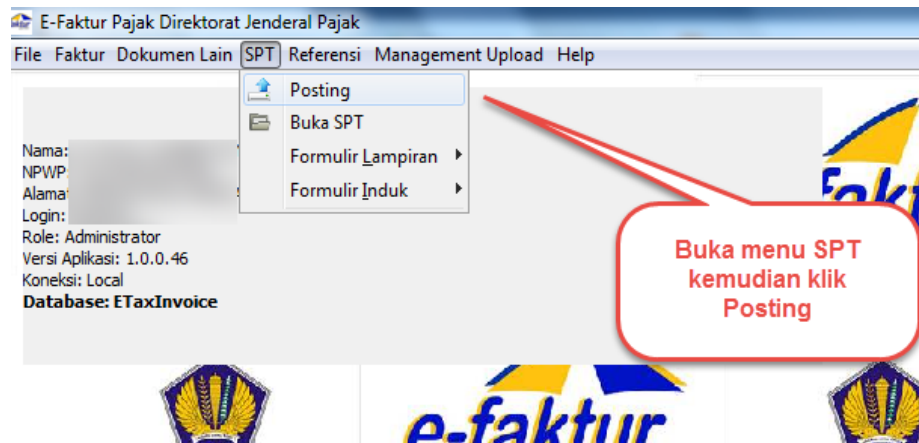 E-Faktur Pajak Direktorat Jenderal Pajak
File Faktur Dokumen Lain SPT Referensi Management Upload Help
Posting
Buka SPT
Formulir Lampiran
Formulir Induk
Nama:
NPWP
Alama
Login:
Role: Administrator
Versi Aplikasi: 1.0.0.46
Koneksi: Local
Database: ETaxInvoice
Buka menu SPT
kemudian klik
Posting
e-faktur